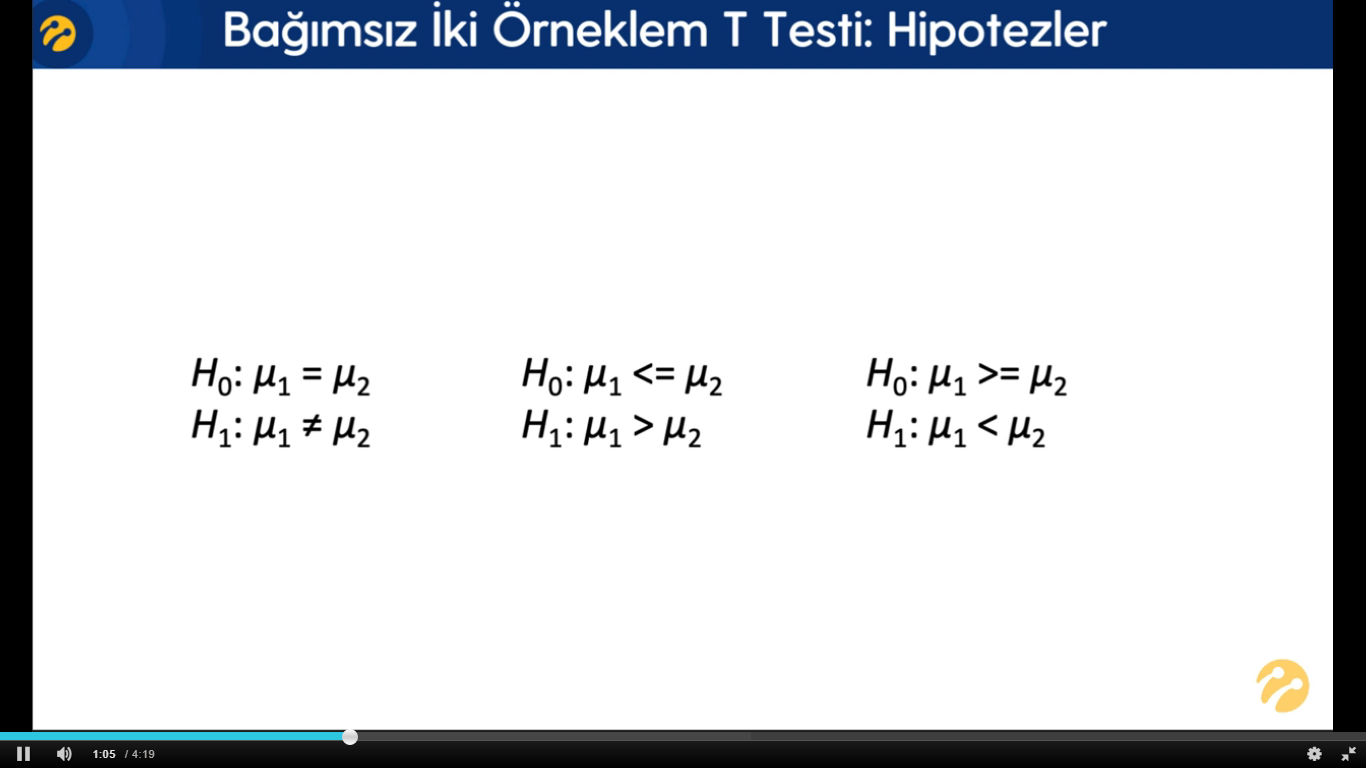 Bağımsız İki Örneklem T Testi: Hipotezler
H₀: μ₁ = μ₂
H₁: μ₁ ≠ μ₂
H₀: μ₁ <= μ₂
H₁: μ₁ > μ₂
H₀: μ₁ >= μ₂
H₁: μ₁ < μ₂
1:05 / 4:19